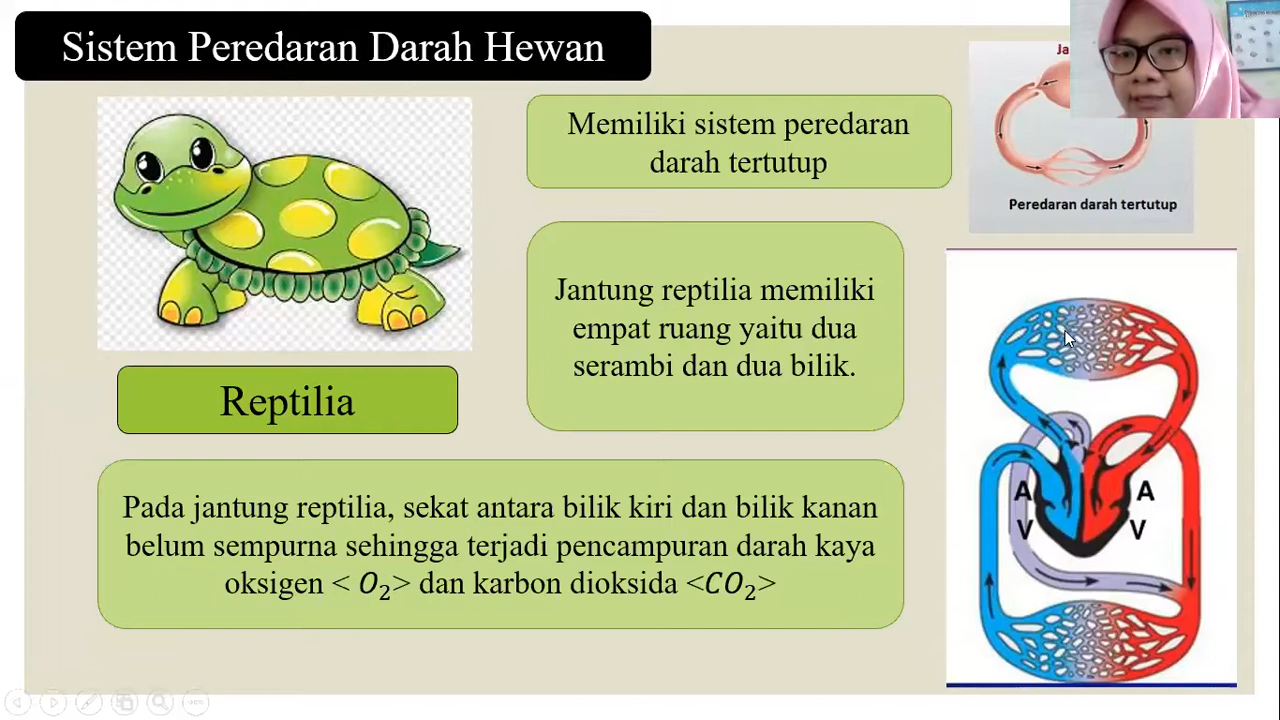 Sistem Peredaran Darah Hewan
Memiliki sistem peredaran
darah tertutup
Peredaran darah tertutup
Jantung reptilia memiliki
empat ruang yaitu dua
serambi dan dua bilik.
Reptilia
Pada jantung reptilia, sekat antara bilik kiri dan bilik kanan
belum sempurna sehingga terjadi pencampuran darah kaya
oksigen < 𝑂₂> dan karbon dioksida <𝐶𝑂₂>
A
A
V
V